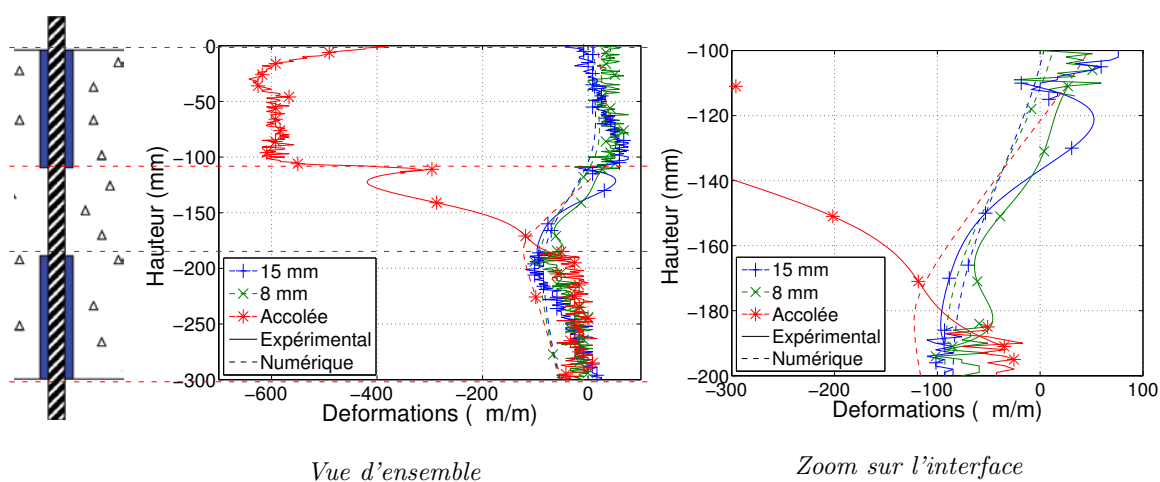 0
−50
−100
−150
−200
−250
−300
−600
−400
−200
0
Hauteur (mm)
Deformations ( m/m)
15 mm
8 mm
Accolée
Expérimental
Numérique
Vue d'ensemble
−100
−120
−140
−160
−180
−200
−300
−200
−100
0
100
Hauteur (mm)
Deformations ( m/m)
15 mm
8 mm
Accolée
Expérimental
Numérique
Zoom sur l'interface